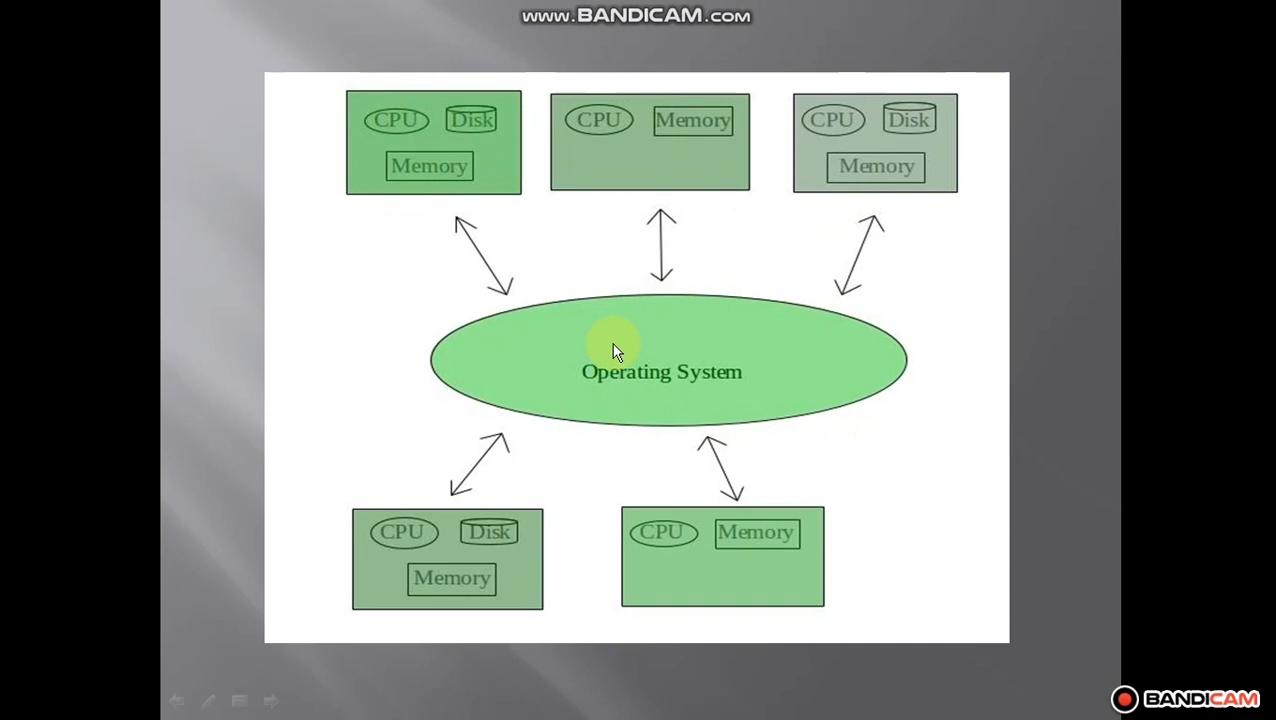 www.BANDICAM.com
CPU Disk
Memory
CPU Memory
CPU Disk
Memory
Operating System
CPU Disk
Memory
CPU Memory
BANDICAM